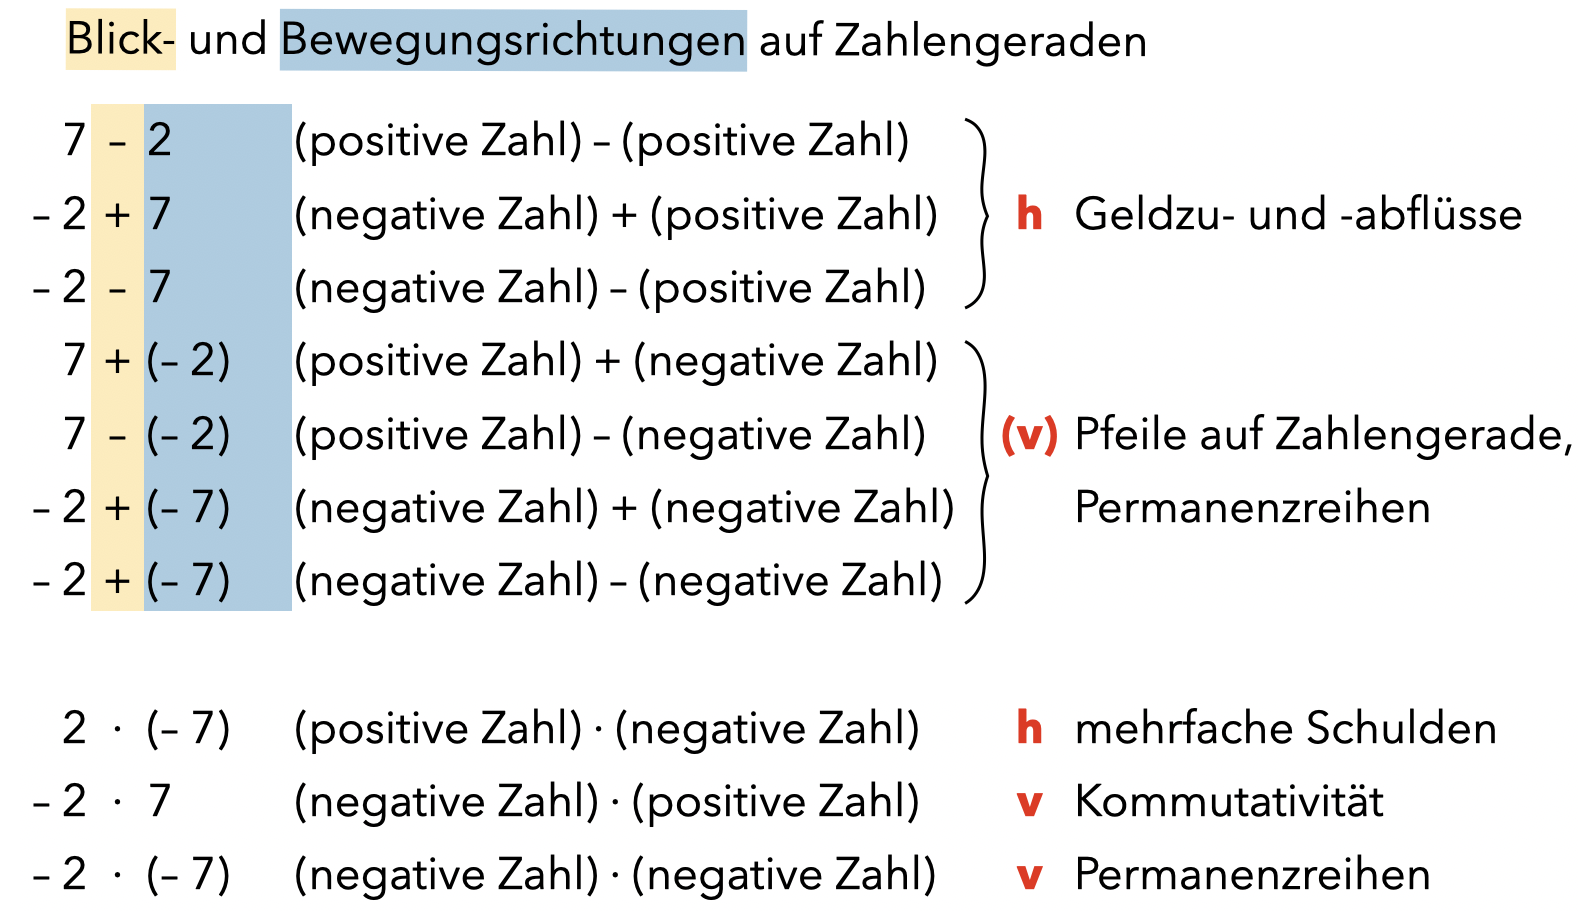 Blick- und Bewegungsrichtungen auf Zahlengeraden
7 – 2 (positive Zahl) – (positive Zahl)
– 2 + 7 (negative Zahl) + (positive Zahl) h Geldzu- und -abflüsse
– 2 – 7 (negative Zahl) – (positive Zahl)
7 + (– 2) (positive Zahl) + (negative Zahl)
7 – (– 2) (positive Zahl) – (negative Zahl) (v) Pfeile auf Zahlengerade,
– 2 + (– 7) (negative Zahl) + (negative Zahl) Permanenzreihen
– 2 + (– 7) (negative Zahl) – (negative Zahl)
2 · (– 7) (positive Zahl) · (negative Zahl) h mehrfache Schulden
– 2 · 7 (negative Zahl) · (positive Zahl) v Kommutativität
– 2 · (– 7) (negative Zahl) · (negative Zahl) v Permanenzreihen